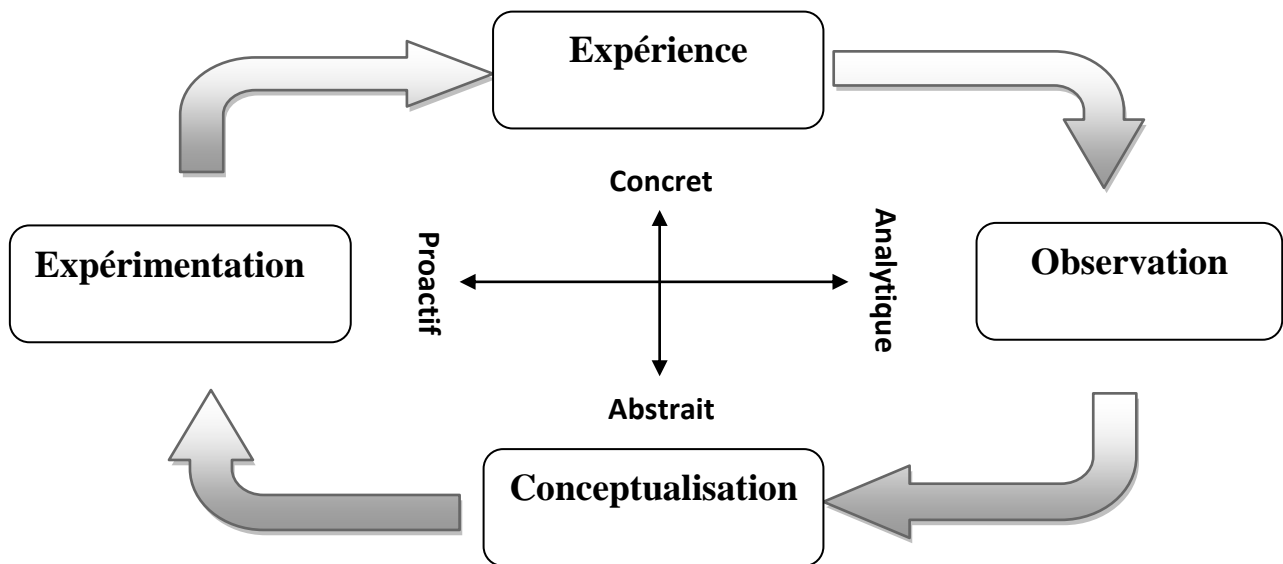 Expérience
Concret
Expérimentation
Proactif
Analytique
Observation
Abstrait
Conceptualisation